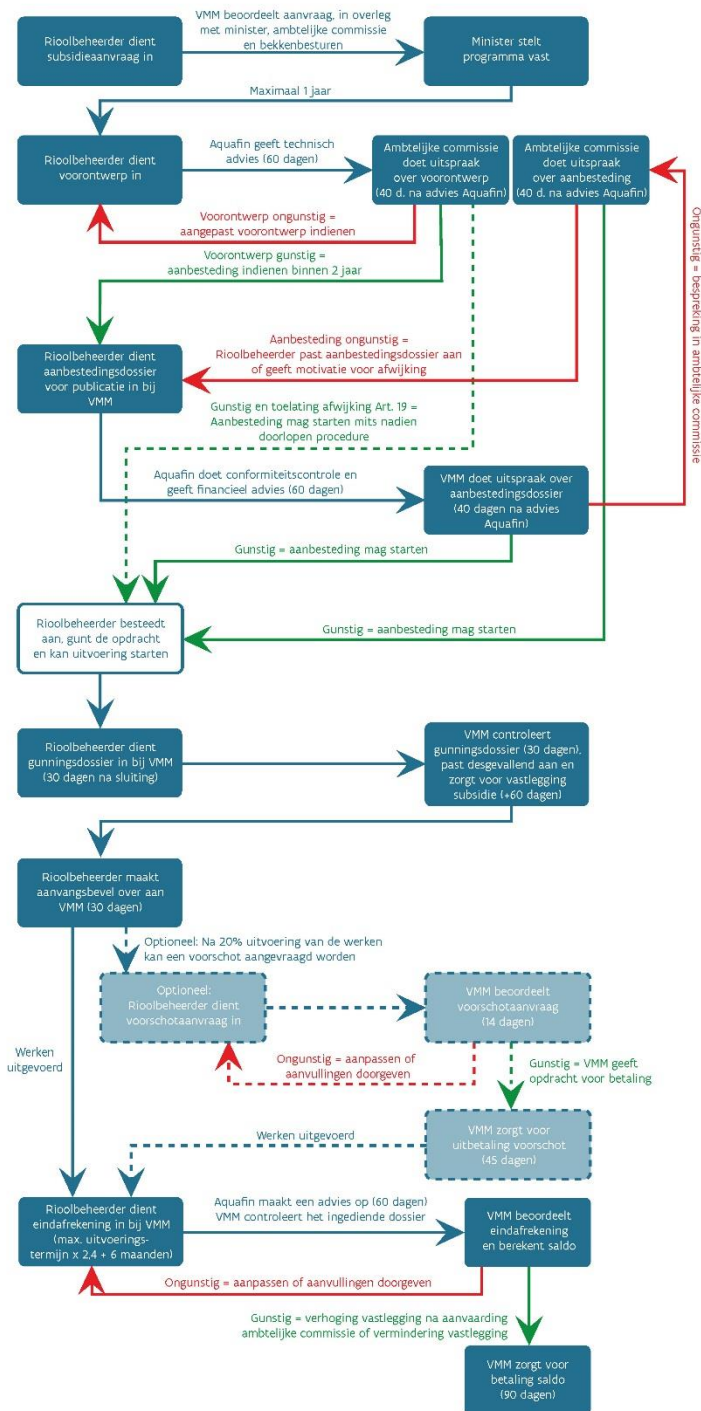 VMM beoordeelt aanvraag, in overleg
met minister, ambtelijke commissie
en bekkenbesturen
Rioolbeheerder dient
subsidieaanvraag in
Minister stelt
programma vast
Maximaal 1 jaar
Rioolbeheerder dient
voorontwerp in
Aquafin geeft technisch
advies (60 dagen)
Ambtelijke commissie
doet uitspraak
over voorontwerp
(40 d. na advies Aquafin)
Ambtelijke commissie
doet uitspraak
over aanbesteding
(40 d. na advies Aquafin)
Voorontwerp ongunstig =
aangepast voorontwerp indienen
Voorontwerp gunstig =
aanbesteding indienen binnen 2 jaar
Ongunstig = bespreking in ambtelijke
commissie
Rioolbeheerder dient
aanbestedingsdossier
voor publicatie in bij
VMM
Aanbesteding ongunstig =
Rioolbeheerder past aanbestedingsdossier aan
of geeft motivatie voor afwijking
Gunstig en toelating afwijking Art. 19 =
Aanbesteding mag starten mits nadien
doorlopen procedure
Aquafin doet conformiteitscontrole en
geeft financieel advies (60 dagen)
VMM doet uitspraak over
aanbestedingsdossier
(40 dagen na advies
Aquafin)
Gunstig = aanbesteding mag starten
Rioolbeheerder besteedt
aan, gunt de opdracht
en kan uitvoering starten
Gunstig = aanbesteding mag starten
Rioolbeheerder dient
gunningsdossier in bij VMM
(30 dagen na sluiting)
VMM controleert
gunningsdossier (30 dagen),
past desgevallend aan en
zorgt voor vastlegging
subsidie (+60 dagen)
Rioolbeheerder maakt
aanvangsbevel over aan
VMM (30 dagen)
Optioneel: Na 20% uitvoering van de werken
kan een voorschot aangevraagd worden
Optioneel:
Rioolbeheerder dient
voorschotaanvraag in
VMM beoordeelt
voorschotaanvraag
(14 dagen)
Werken
uitgevoerd
Ongunstig = aanpassen of
aanvullingen doorgeven
Gunstig = VMM geeft
opdracht voor betaling
Werken uitgevoerd
VMM zorgt voor
uitbetaling voorschot
(45 dagen)
Rioolbeheerder dient
eindafrekening in bij VMM
(max. uitvoerings-
termijn x 2,4 + 6 maanden)
Aquafin maakt een advies op (60 dagen)
VMM controleert het ingediende dossier
VMM beoordeelt
eindafrekening
en berekent saldo
Ongunstig = aanpassen of aanvullingen doorgeven
Gunstig = verhoging vastlegging na aanvaarding
ambtelijke commissie of vermindering vastlegging
VMM zorgt voor
betaling saldo
(90 dagen)